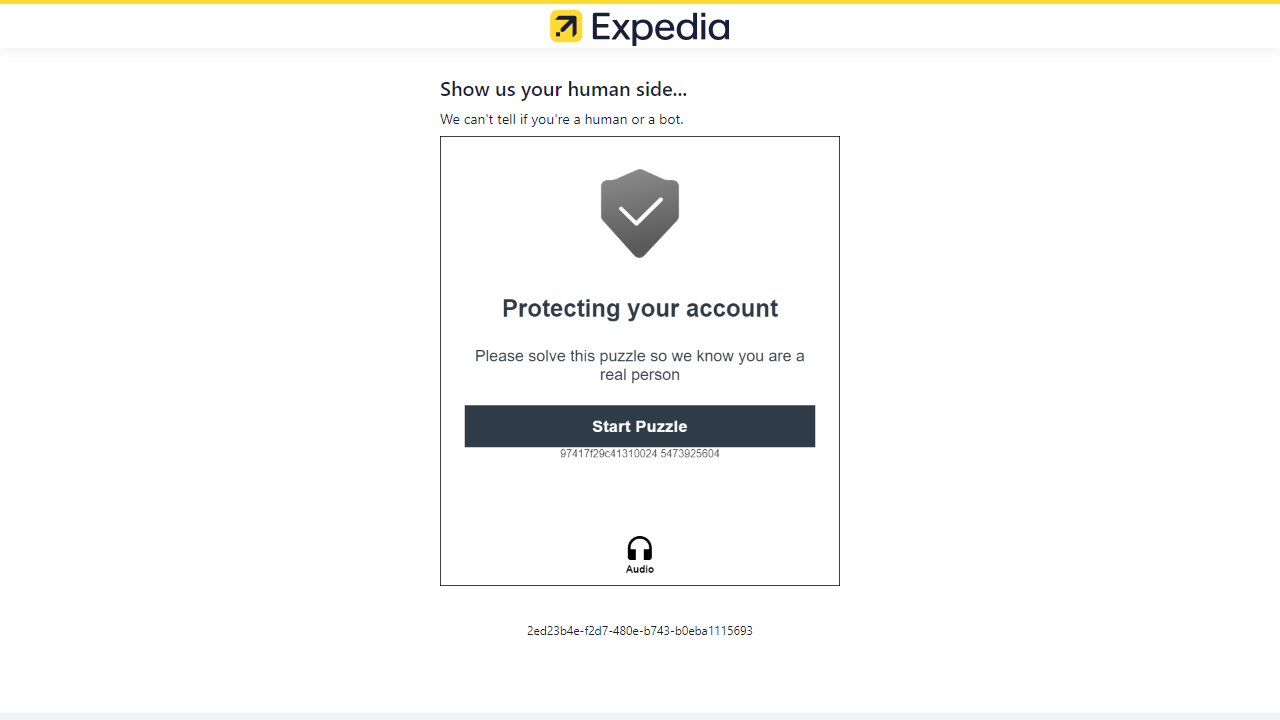 Expedia
Show us your human side...
We can't tell if you're a human or a bot.
Protecting your account
Please solve this puzzle so we know you are a
real person
Start Puzzle
97417f29c41310024.5473925604
Audio
2ed23b4e-f2d7-480e-b743-b0eba1115693